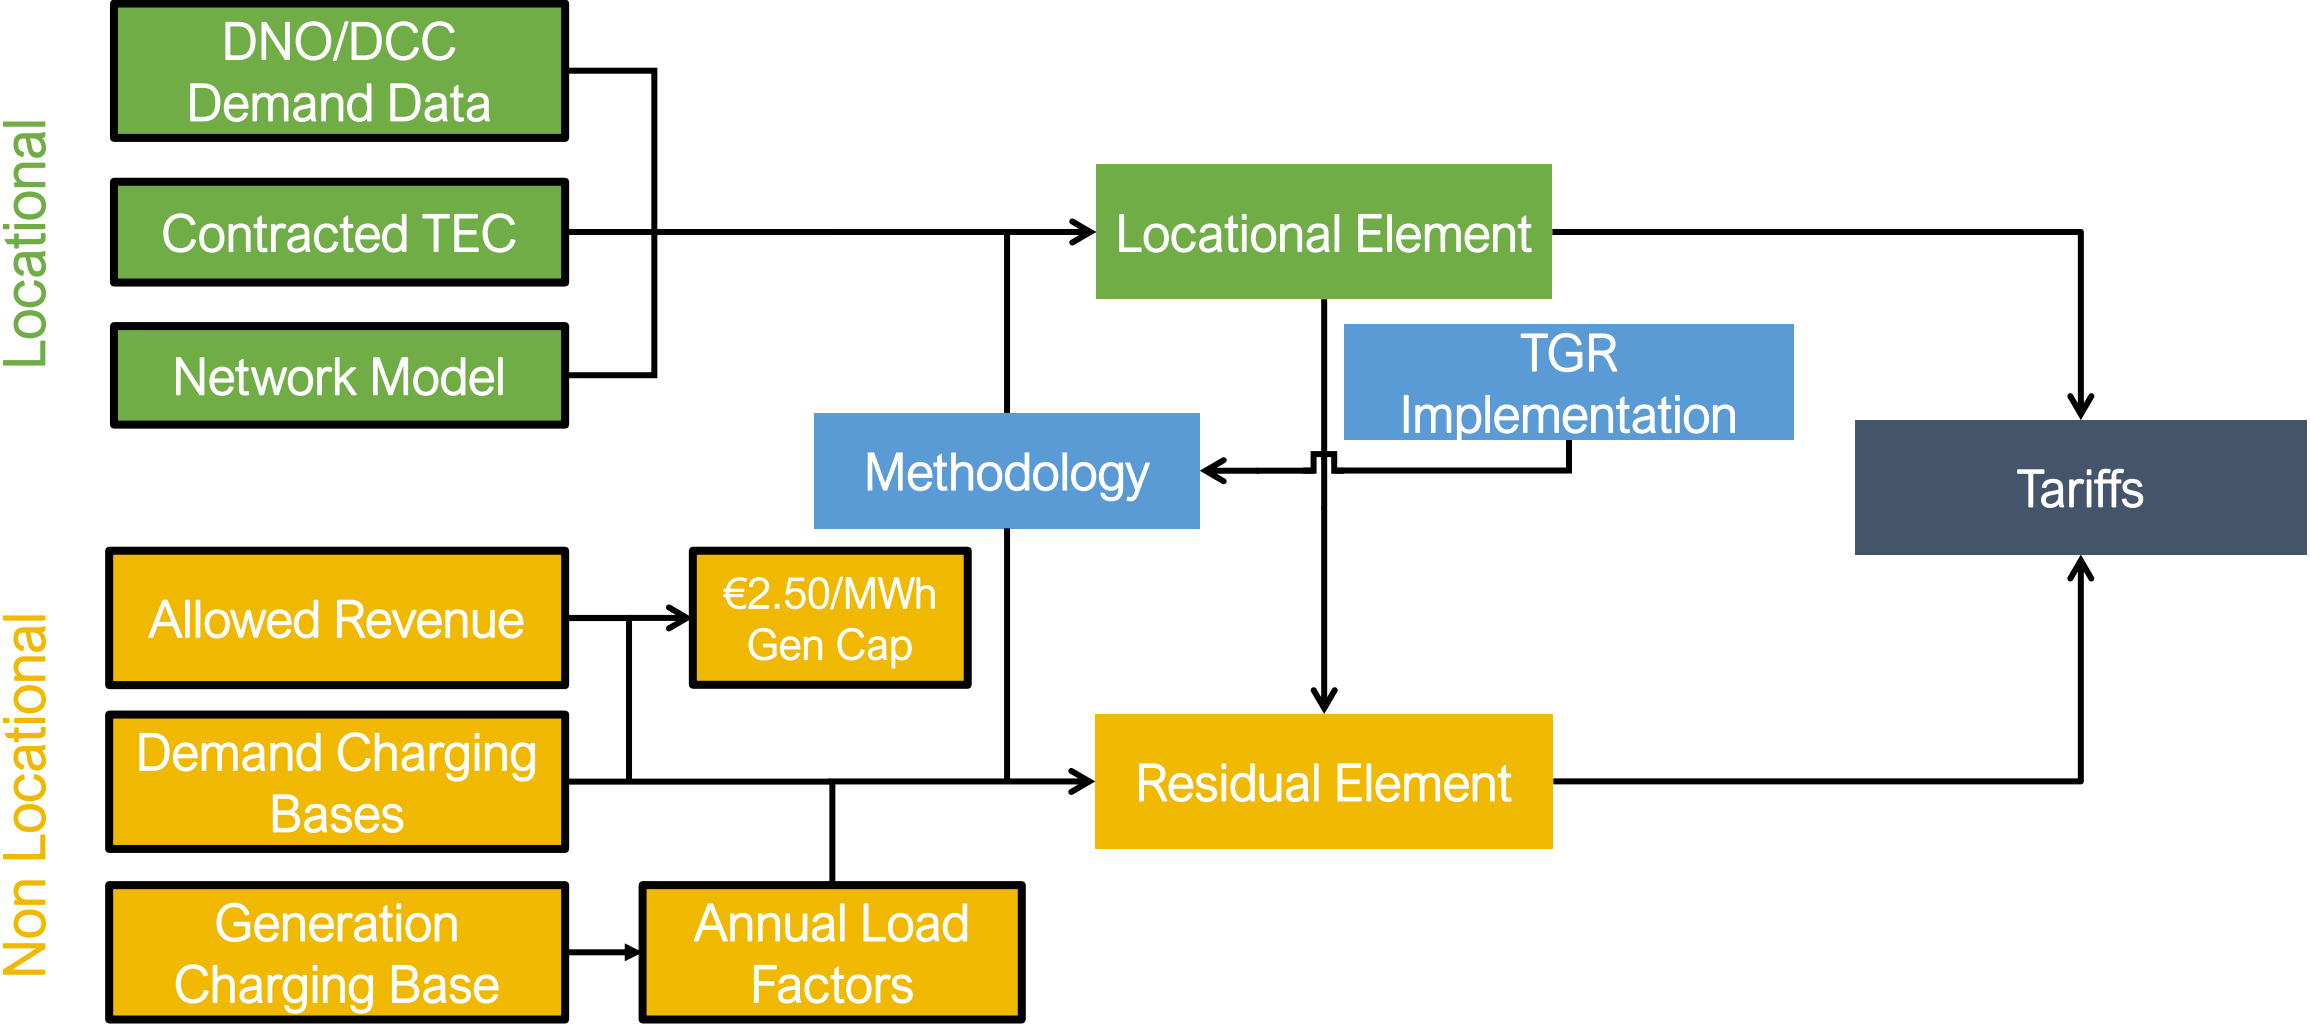 Locational
DNO/DCC
Demand Data
Contracted TEC
Network Model
Locational Element
TGR
Implementation
Methodology
Tariffs
Non Locational
Allowed Revenue
€2.50/MWh
Gen Cap
Demand Charging
Bases
Residual Element
Generation
Charging Base
Annual Load
Factors